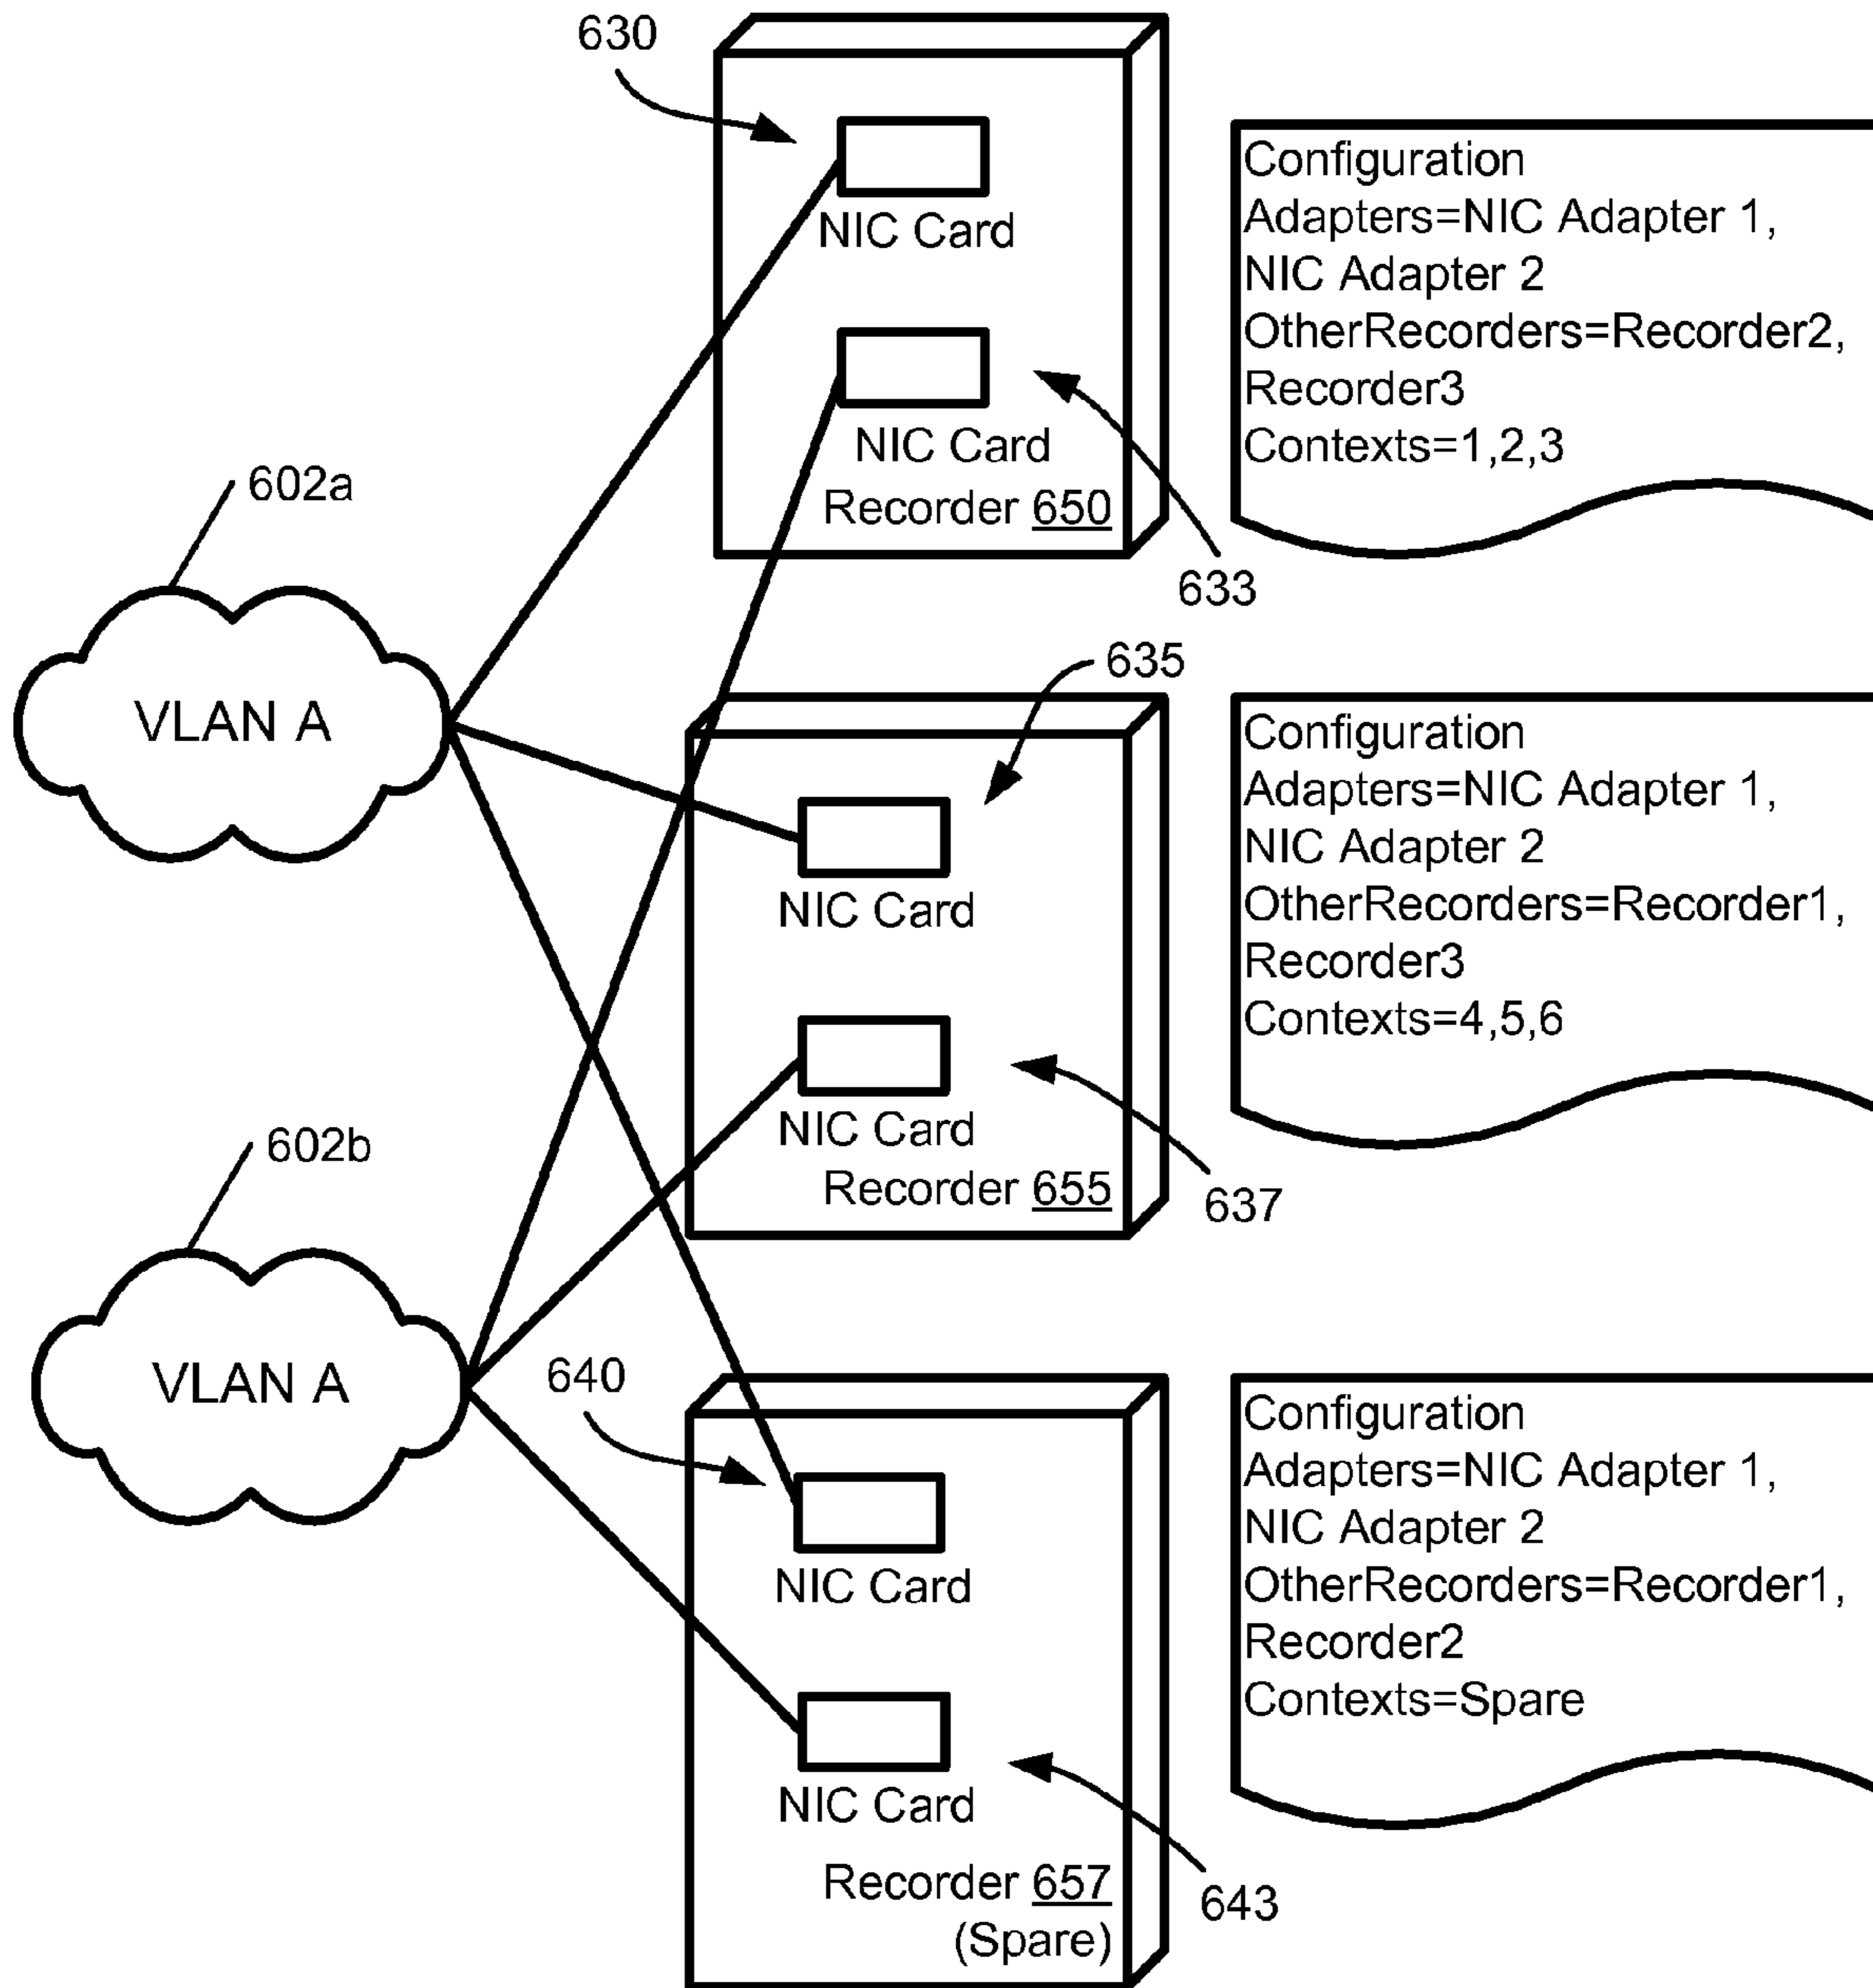 630
NIC Card
NIC Card
Recorder 650
633
Configuration
Adapters=NIC Adapter 1,
NIC Adapter 2
OtherRecorders=Recorder2,
Recorder3
Contexts=1,2,3
602a
VLAN A
635
NIC Card
NIC Card
Recorder 655
637
Configuration
Adapters=NIC Adapter 1,
NIC Adapter 2
OtherRecorders=Recorder1,
Recorder3
Contexts=4,5,6
602b
VLAN A
640
NIC Card
NIC Card
Recorder 657
(Spare)
643
Configuration
Adapters=NIC Adapter 1,
NIC Adapter 2
OtherRecorders=Recorder1,
Recorder2
Contexts=Spare